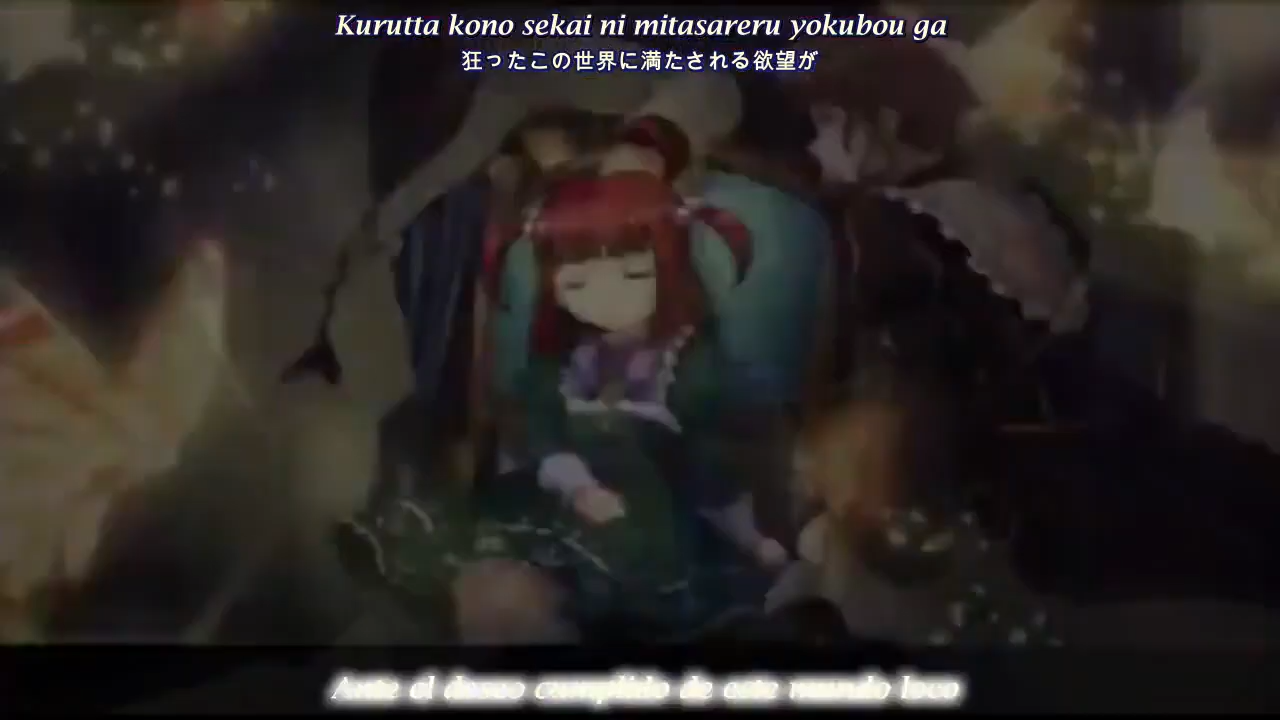 Kurutta kono sekai ni mitasareru yokubou ga
狂ったこの世界に満たされる欲望が
Ante el deseo cumplido de este mundo loco